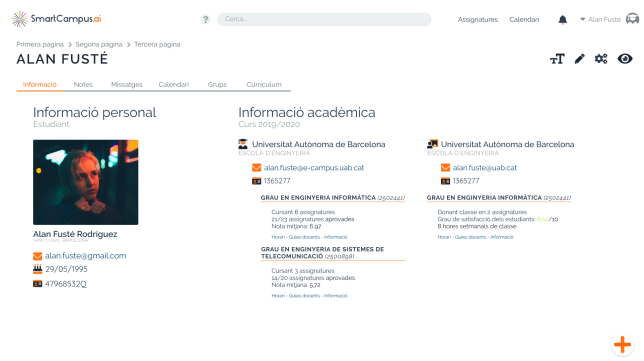 SmartCampus.ai
?
Cerca...
Assignatures
Calendari
Alan Fusté
Primera pàgina > Segona pàgina > Tercera pàgina
ALAN FUSTÉ
Informació
Notes
Missatges
Calendari
Grups
Currículum
Informació personal
Estudiant
Alan Fusté Rodríguez
alan.fuste@gmail.com
29/05/1995
47968532Q
Informació acadèmica
Curs 2019/2020
Universitat Autònoma de Barcelona
ESCOLA D'ENGINYERIA
alan.fuste@e-campus.uab.cat
1365277
GRAU EN ENGINYERIA INFORMÀTICA (2502441)
Cursant 6 assignatures
21/23 assignatures aprovades
Nota mitjana: 6,97
Horari - Guies docents - Informació
GRAU EN ENGINYERIA DE SISTEMES DE
TELECOMUNICACIÓ (2500898)
Cursant 3 assignatures
14/20 assignatures aprovades
Nota mitjana: 5,72
Horari - Guies docents - Informació
Universitat Autònoma de Barcelona
ESCOLA D'ENGINYERIA
alan.fuste@uab.cat
1365277
GRAU EN ENGINYERIA INFORMÀTICA (2502441)
Donant classe en 2 assignatures
Grau de satisfacció dels estudiants: /10
8 hores setmanals de classe
Horari - Guies docents - Informació